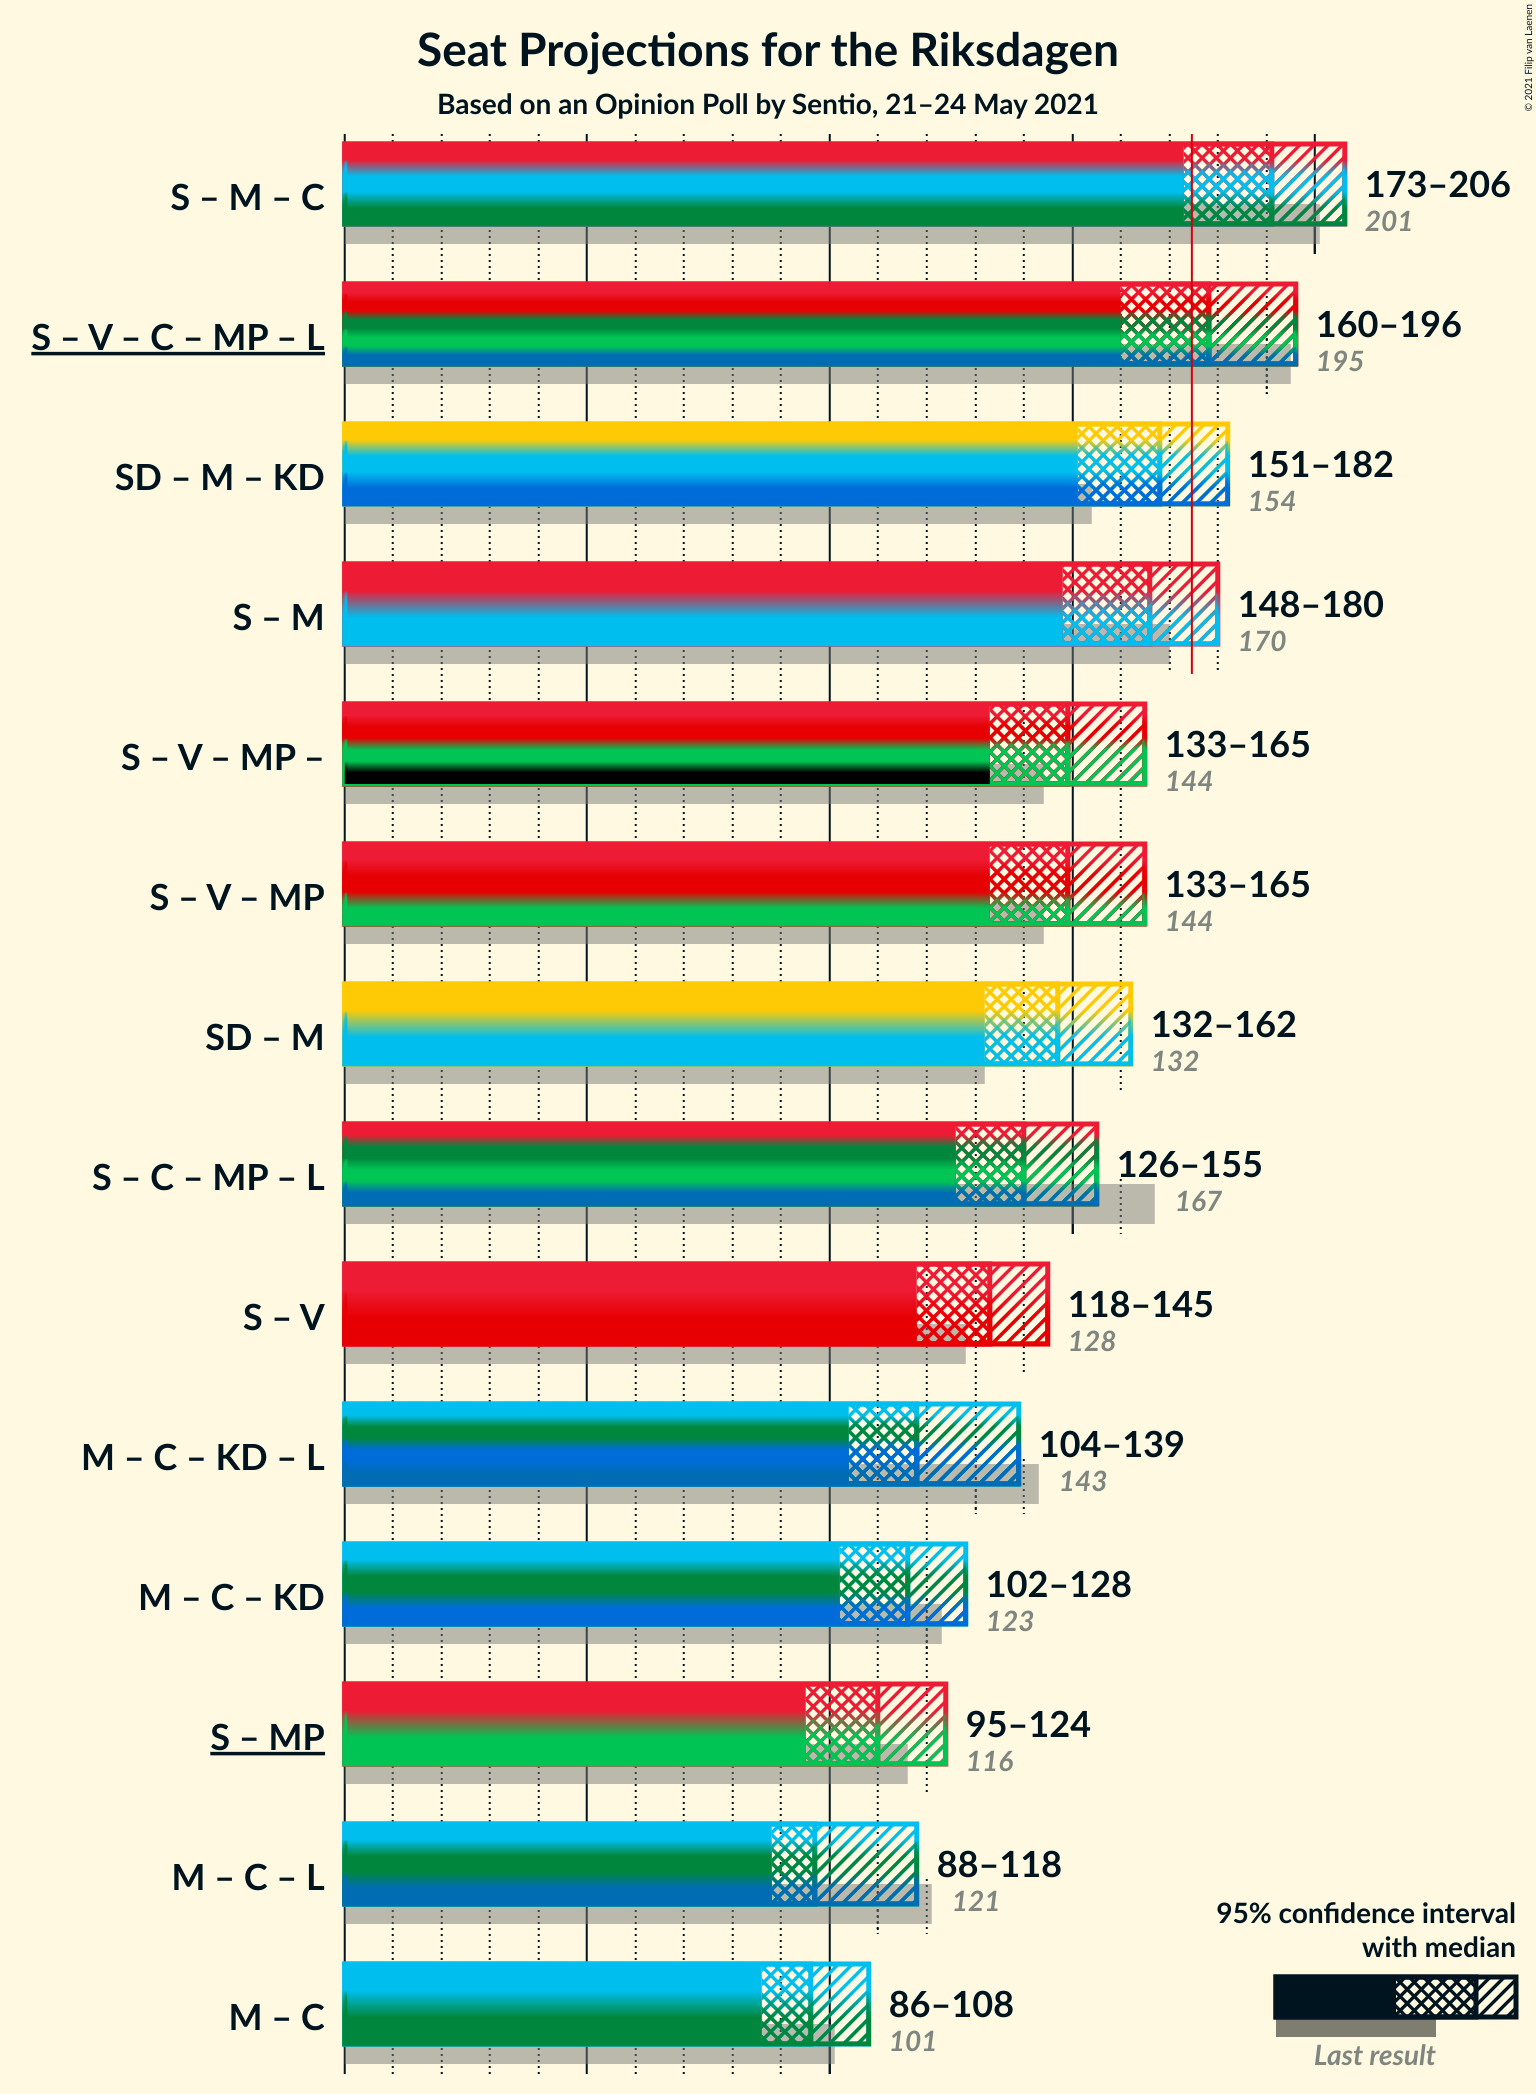 Seat Projections for the Riksdagen
Based on an Opinion Poll by Sentio, 21–24 May 2021
© 2021 Filip van Laenen
S – M – C
173–206
201
S – V – C – MP – L
160–196
195
SD – M – KD
151–182
154
S – M
148–180
170
S – V – MP –
133–165
144
S – V – MP
133–165
144
SD – M
132–162
132
S – C – MP – L
126–155
167
S – V
118–145
128
M – C – KD – L
104–139
143
M – C – KD
102–128
123
S – MP
95–124
116
M – C – L
88–118
121
M – C
86–108
101
95% confidence interval
with median
Last result